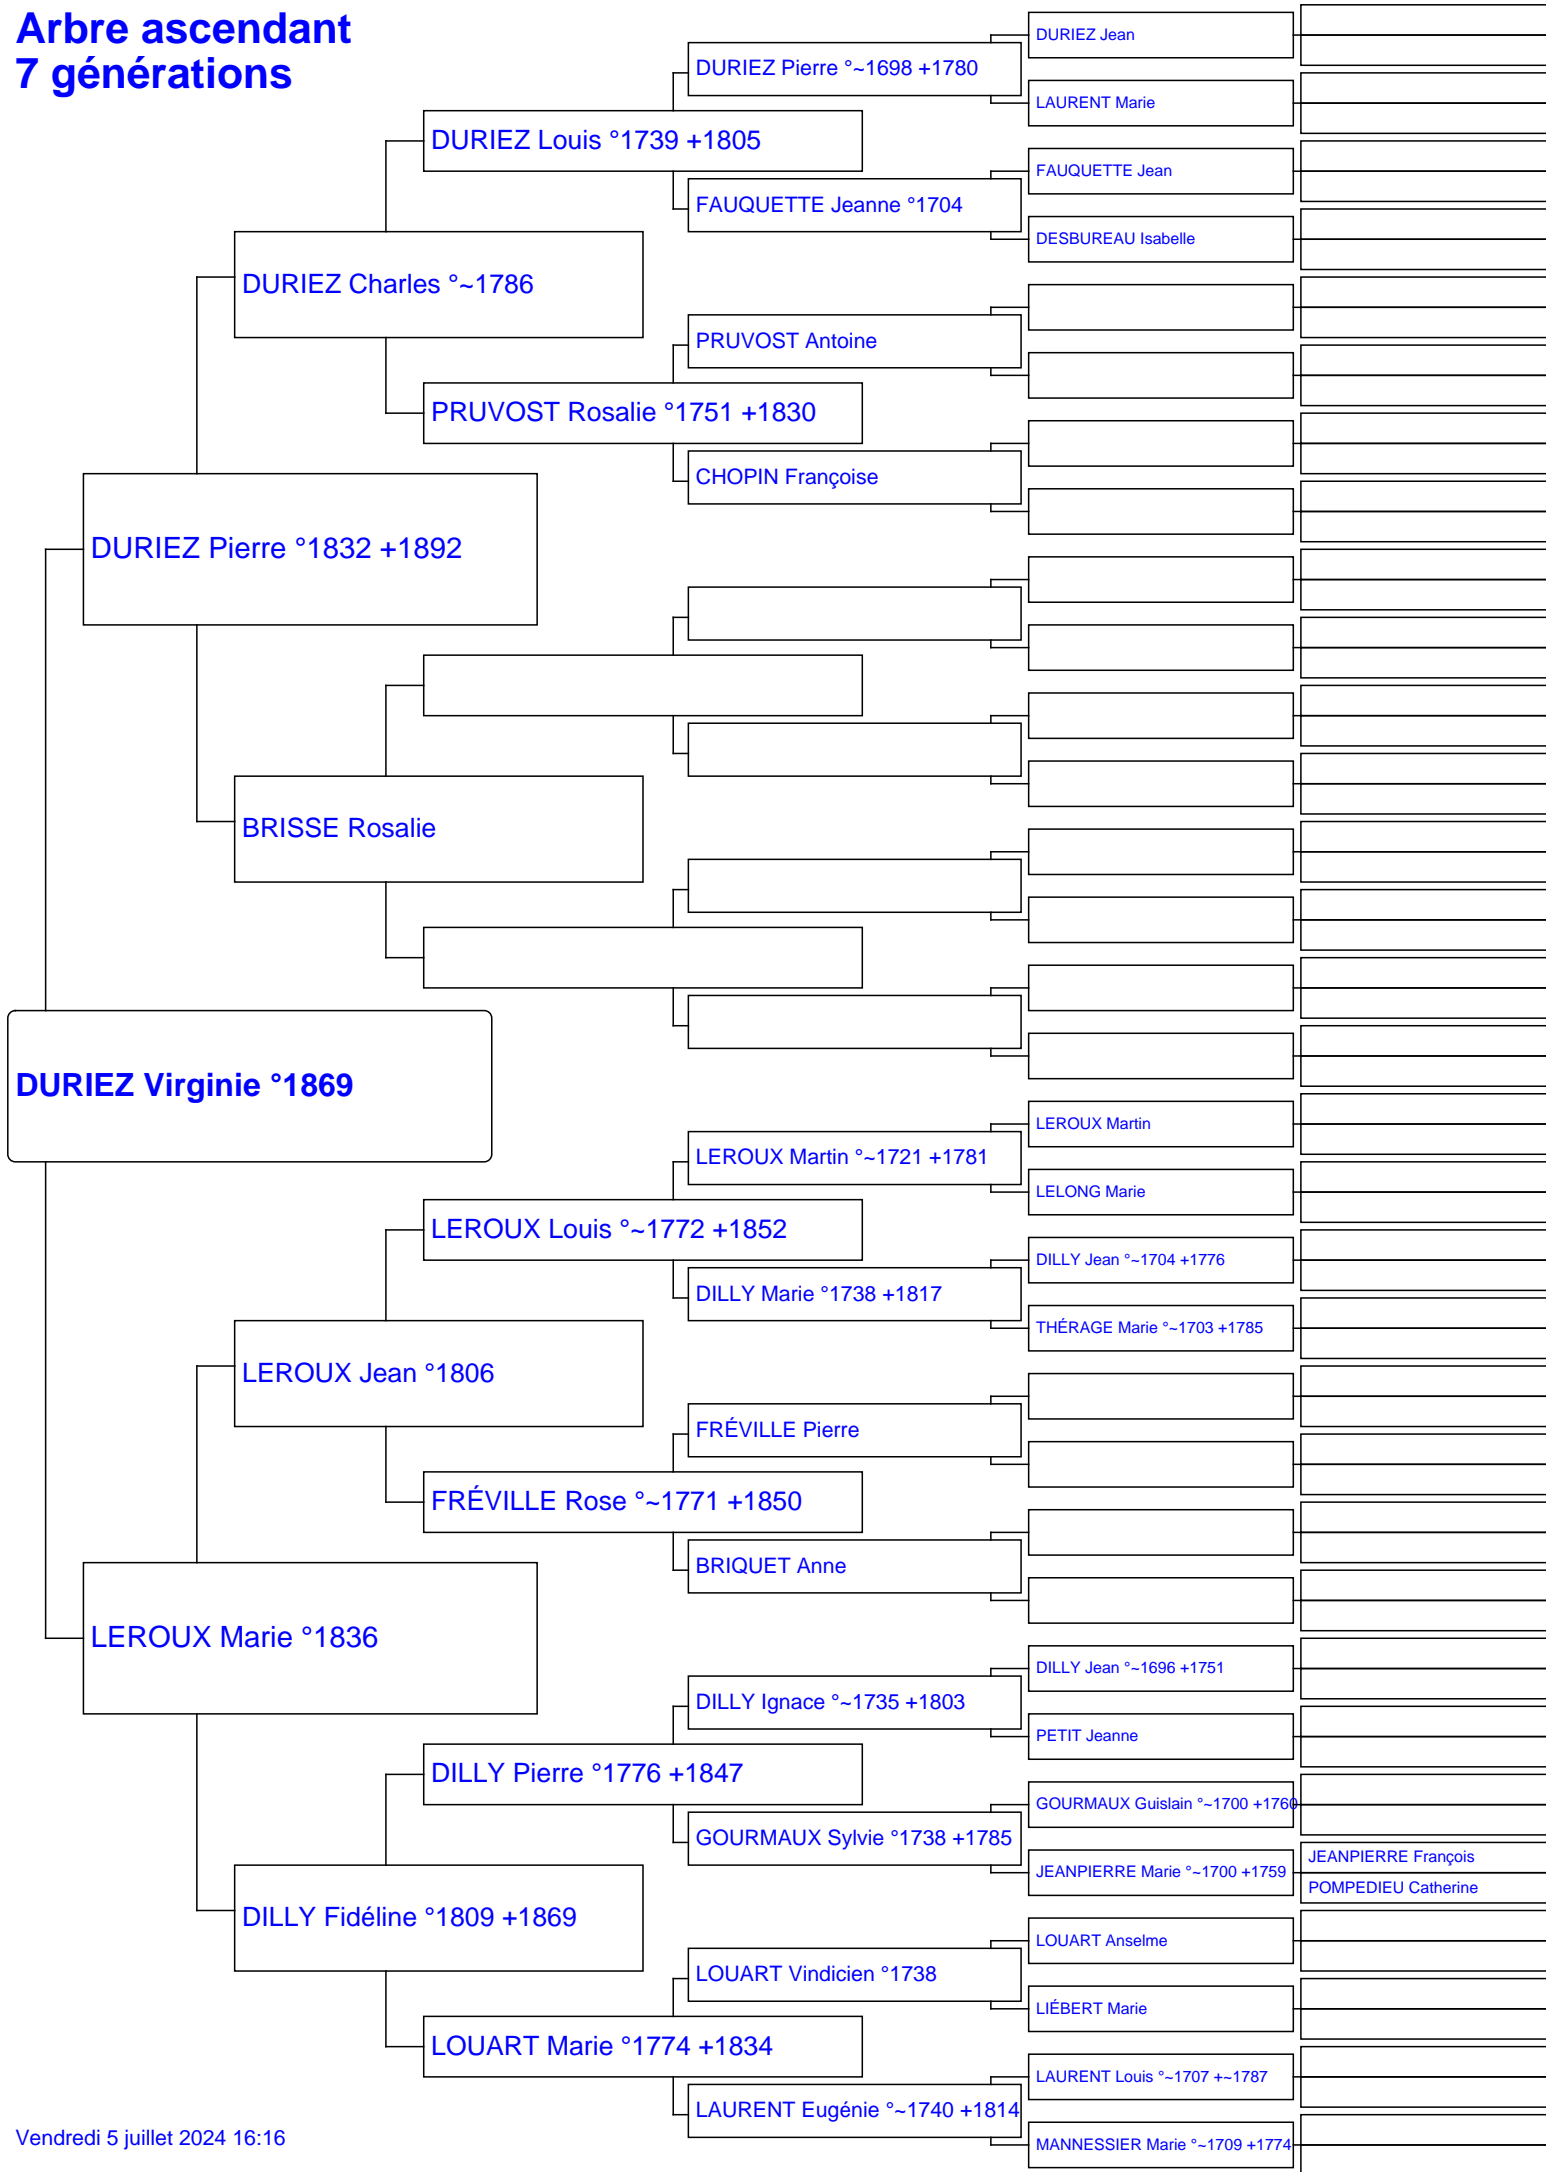 Arbre ascendant
7 générations
DURIEZ Jean
DURIEZ Pierre °~1698 +1780
LAURENT Marie
DURIEZ Louis °1739 +1805
FAUQUETTE Jean
FAUQUETTE Jeanne °1704
DESBUREAU Isabelle
DURIEZ Charles °~1786
PRUVOST Antoine
PRUVOST Rosalie °1751 +1830
CHOPIN Françoise
DURIEZ Pierre °1832 +1892
BRISSE Rosalie
DURIEZ Virginie °1869
LEROUX Martin
LEROUX Martin °~1721 +1781
LELONG Marie
LEROUX Louis °~1772 +1852
DILLY Jean °~1704 +1776
DILLY Marie °1738 +1817
THÉRAGE Marie °~1703 +1785
LEROUX Jean °1806
FRÉVILLE Pierre
FRÉVILLE Rose °~1771 +1850
BRIQUET Anne
LEROUX Marie °1836
DILLY Jean °~1696 +1751
DILLY Ignace °~1735 +1803
PETIT Jeanne
DILLY Pierre °1776 +1847
GOURMAUX Guislain °~1700 +1760
GOURMAUX Sylvie °1738 +1785
JEANPIERRE François
JEANPIERRE Marie °~1700 +1759
POMPEDIEU Catherine
DILLY Fidéline °1809 +1869
LOUART Anselme
LOUART Vindicien °1738
LIÉBERT Marie
LOUART Marie °1774 +1834
LAURENT Louis °~1707 +~1787
LAURENT Eugénie °~1740 +1814
MANNESSIER Marie °~1709 +1774
Vendredi 5 juillet 2024 16:16